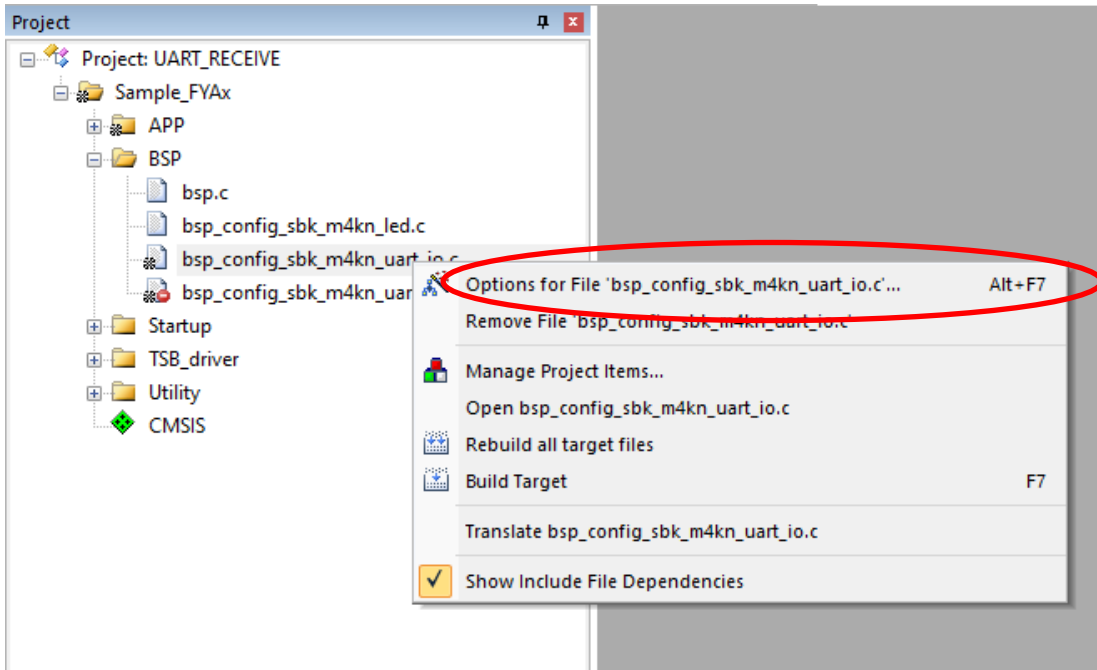 Project
Project: UART_RECEIVE
Sample_FYAx
APP
BSP
bsp.c
bsp_config_sbk_m4kn_led.c
bsp_config_sbk_m4kn_uart_io.c
bsp_config_sbk_m4kn_uar
Startup
TSB_driver
Utility
CMSIS
Options for File 'bsp_config_sbk_m4kn_uart_io.c'... Alt+F7
Remove File 'bsp_config_sbk_m4kn_uart_io.c'
Manage Project Items...
Open bsp_config_sbk_m4kn_uart_io.c
Rebuild all target files
Build Target F7
Translate bsp_config_sbk_m4kn_uart_io.c
Show Include File Dependencies